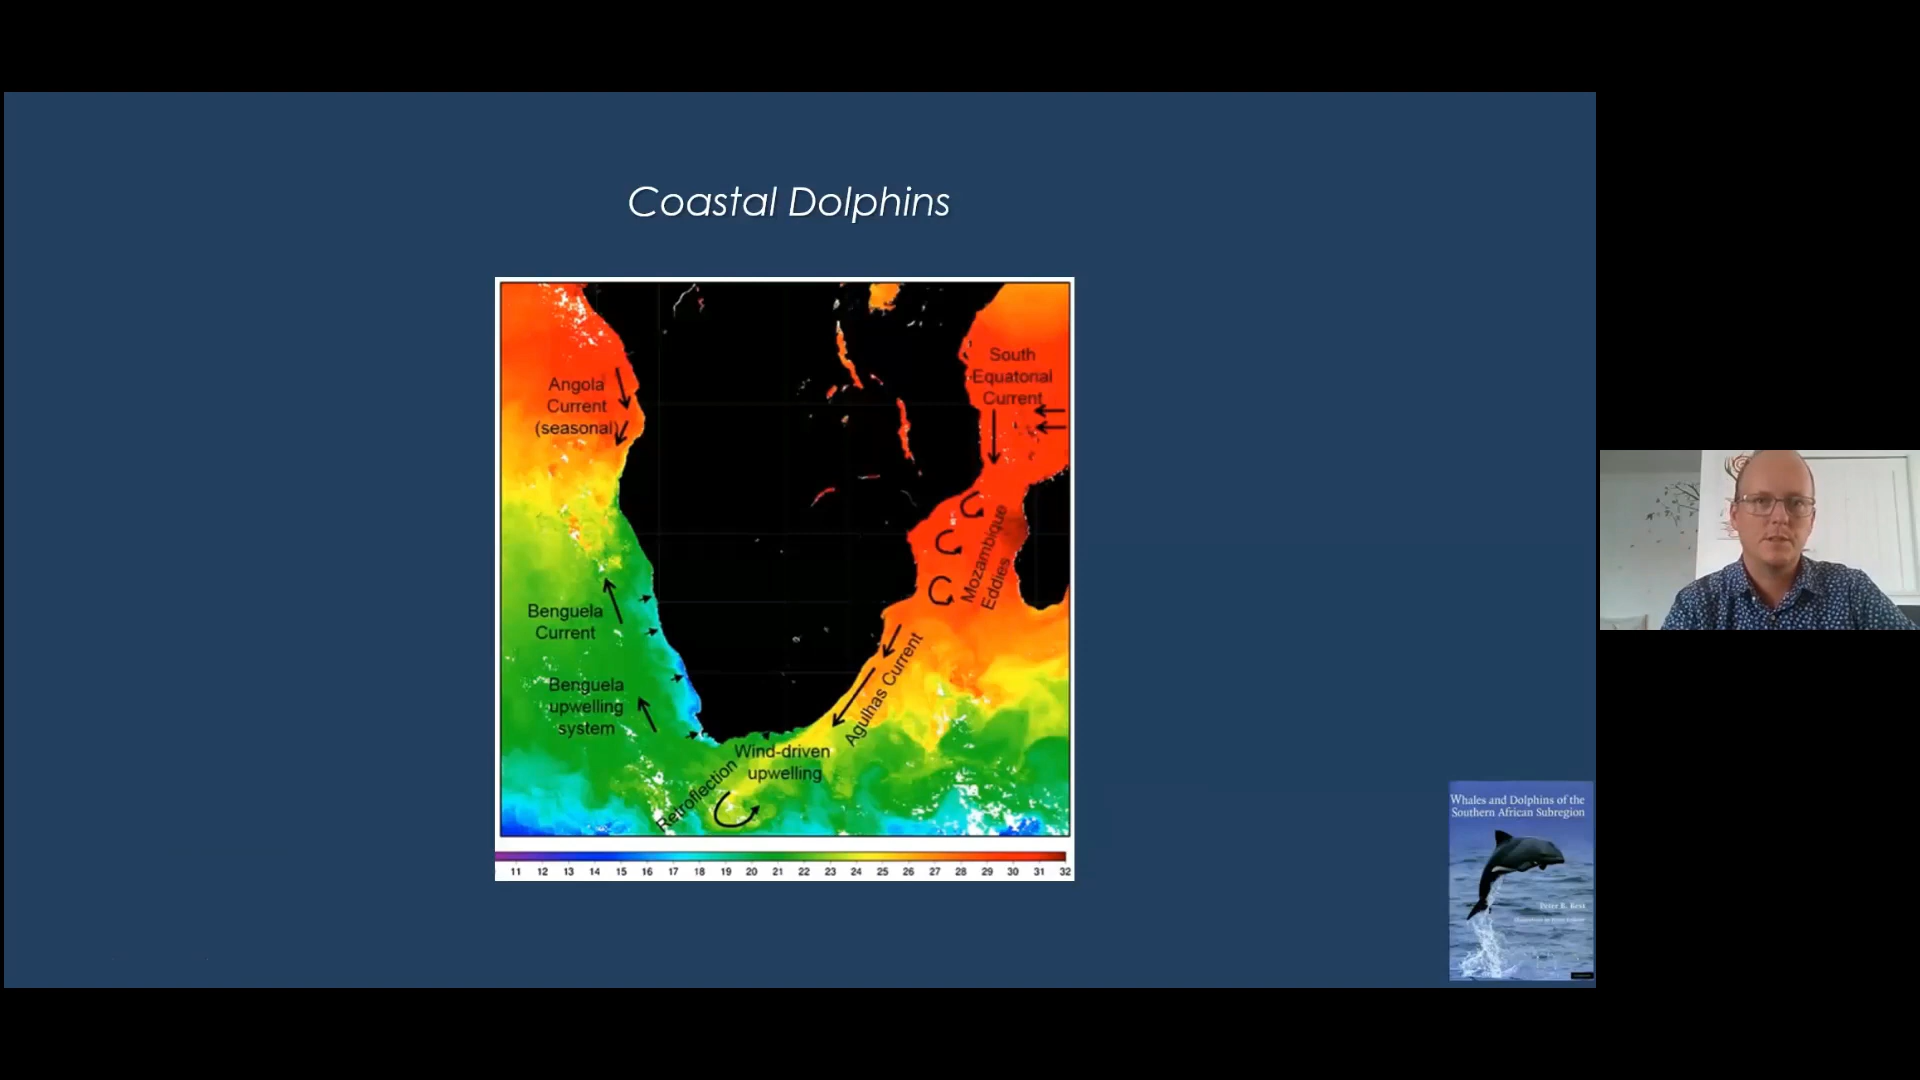 Coastal Dolphins
South
Equatorial
Current
Angola
Current
(seasonal)
Mozambique
Eddies
Benguela
Current
Agulhas Current
Benguela
upwelling
system
Wind-driven
upwelling
Retroflection
11 12 13 14 15 16 17 18 19 20 21 22 23 24 25 26 27 28 29 30 31 32
Whales and Dolphins of the
Southern African Subregion
Peter B. Best